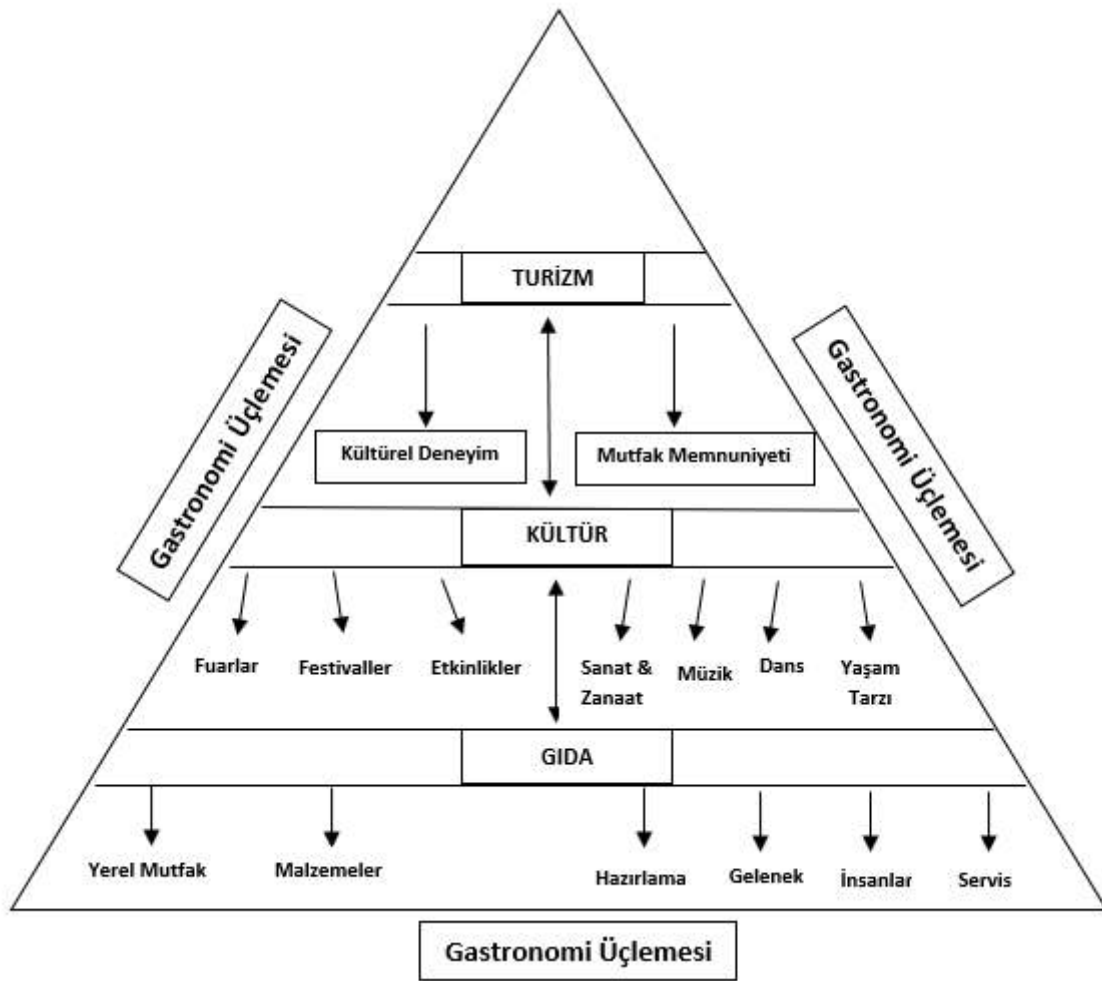 TURİZM
Gastronomi Üçlemesi
Gastronomi Üçlemesi
Kültürel Deneyim
Mutfak Memnuniyeti
KÜLTÜR
Fuarlar
Festivaller
Etkinlikler
Sanat &
Zanaat
Müzik
Dans
Yaşam
Tarzı
GIDA
Yerel Mutfak
Malzemeler
Hazırlama
Gelenek
İnsanlar
Servis
Gastronomi Üçlemesi